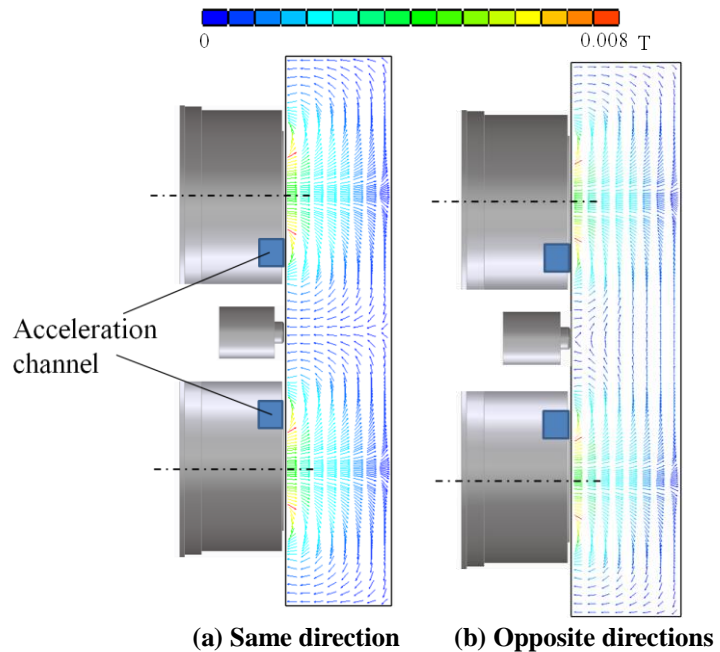 0
0.008 T
Acceleration
channel
(a) Same direction
(b) Opposite directions